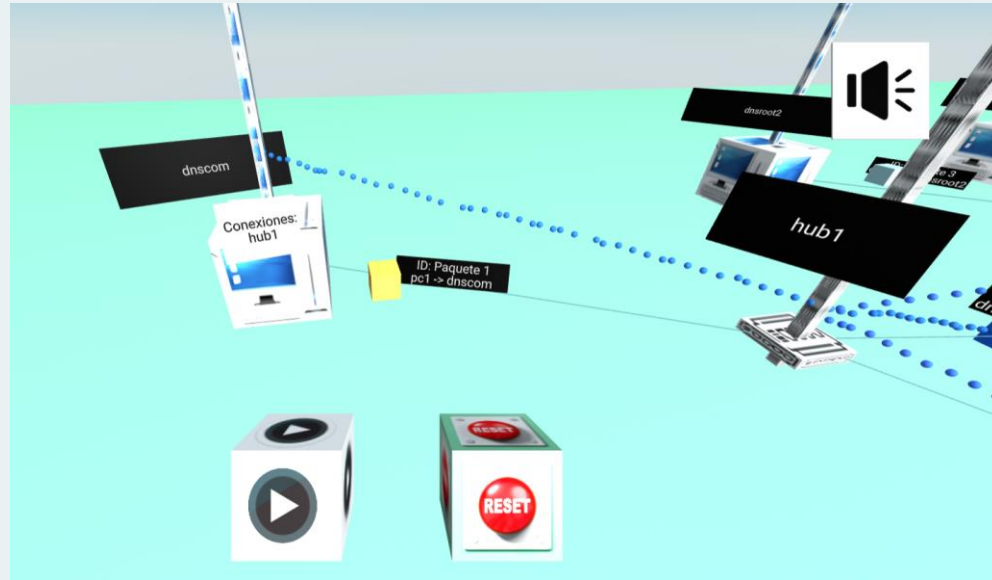 dnscom
dnsroot2
Conexiones:
hub1
hub1
ID: Paquete 1
pc1 -> dnscom
RESET
RESET